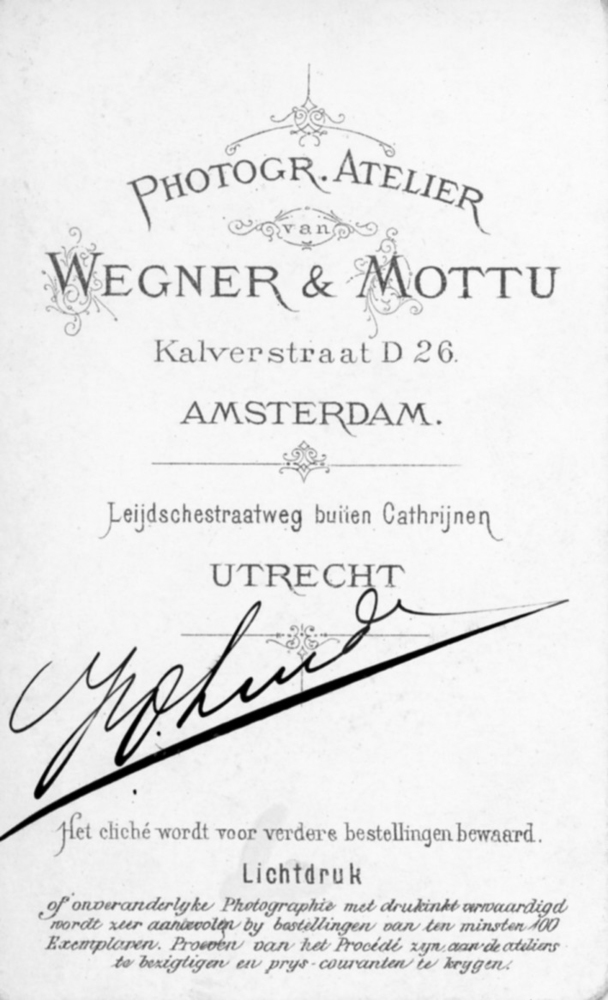 PHOTOGR. ATELIER
van
WEGNER & MOTTU
Kalverstraat D 26.
AMSTERDAM.
Leijdschestraatweg buiten Cathrijnen
UTRECHT
Het cliché wordt voor verdere bestellingen bewaard.
Lichtdruk
of onveranderlyke Photographie met drukinkt vervaardigd
wordt zeer aanbevolen by bestellingen van ten minsten 100
Exemplaren. Proeven van het Procédé zyn aan de ateliers
te bezigtigen en prys-couranten te krygen.